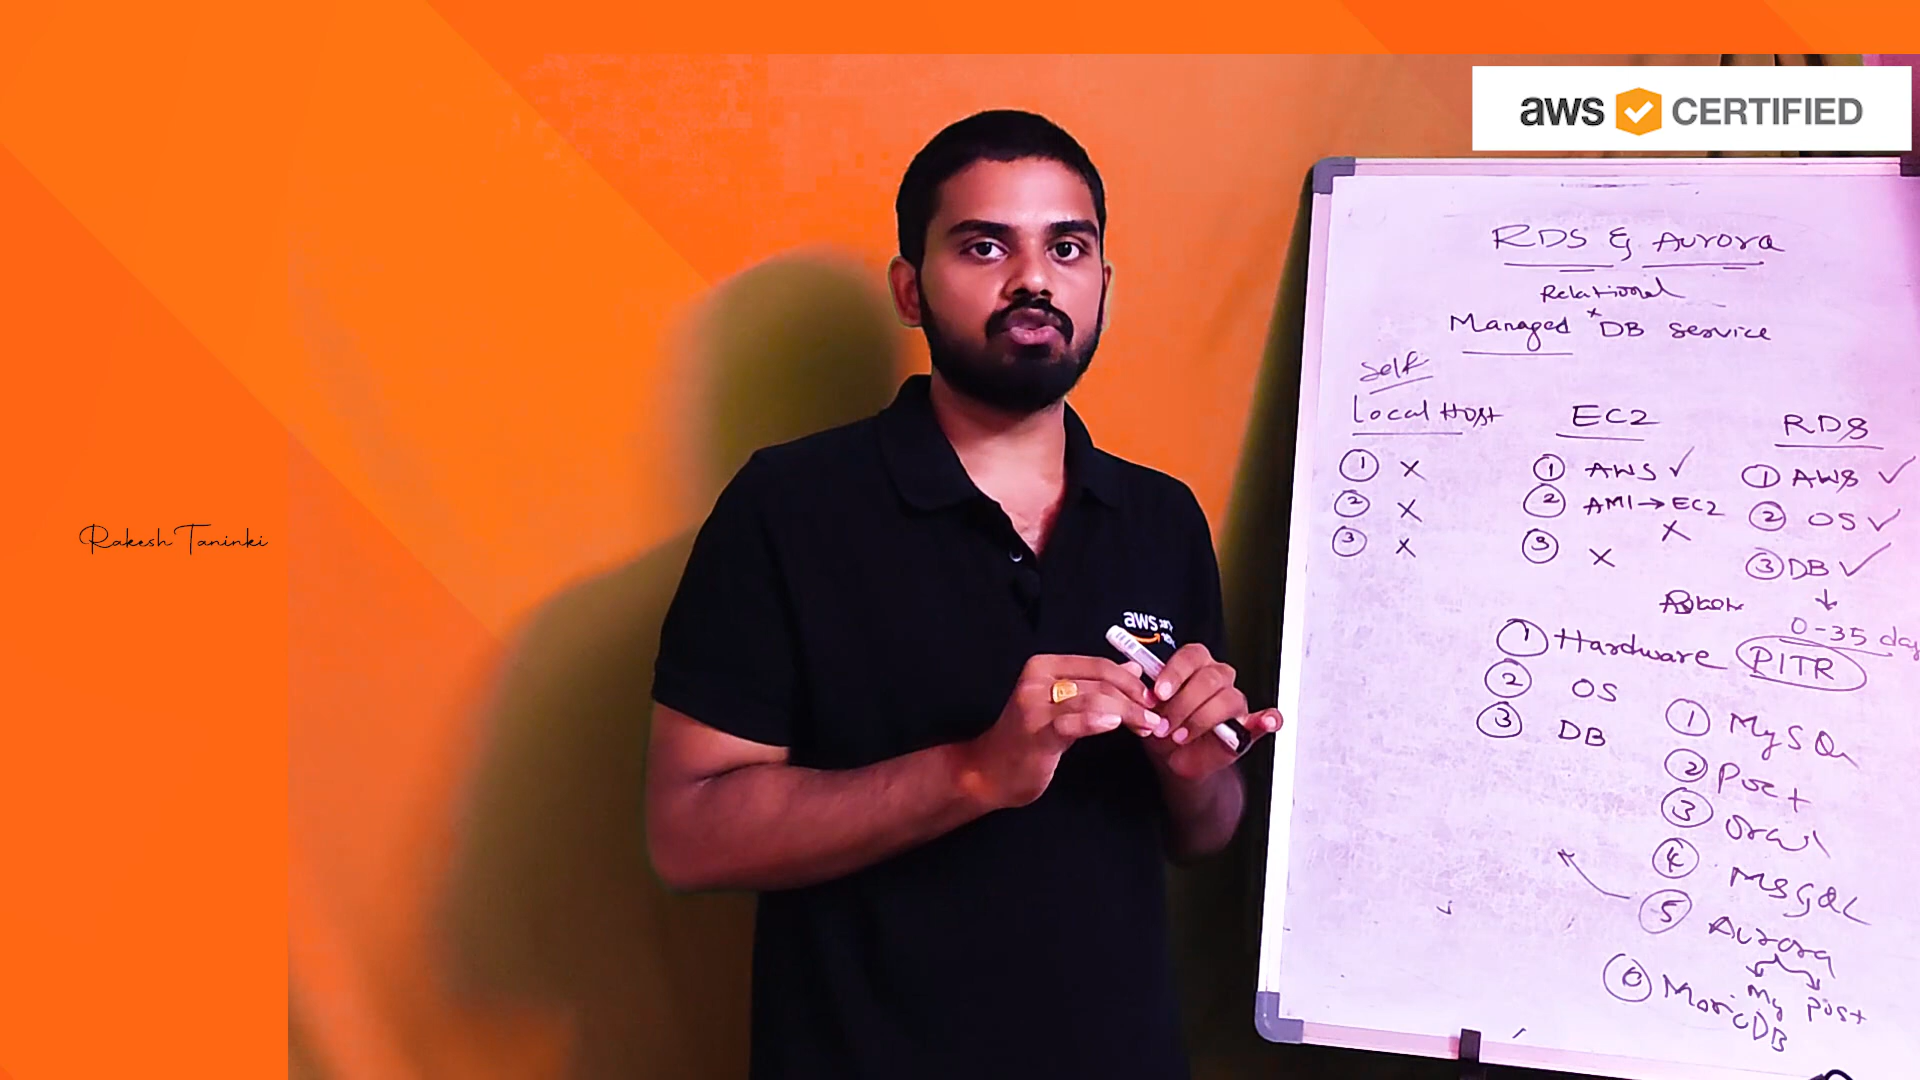 aws CERTIFIED
RDS & Aurora
Relational
Managed DB service
Self
Local Host
EC2
RDS
① X
② X
③ X
① AWS ✓
② AMI → EC2
X
③ X
① AWS ✓
② OS ✓
③ DB ✓
0-35 days
PITR
① Hardware
② OS
③ DB
① MySQL
② Post
③
④ MSSQL
⑤ Aurora
My Post
⑥ Maria DB
Rakesh Taninki
aws